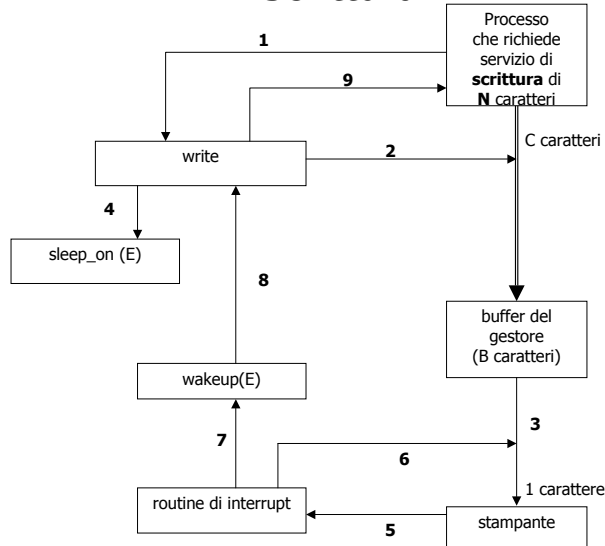 Processo
che richiede
servizio di
scrittura di
N caratteri
1
9
write
2
C caratteri
4
sleep_on (E)
8
buffer del
gestore
(B caratteri)
wakeup(E)
3
7
6
routine di interrupt
1 carattere
5
stampante